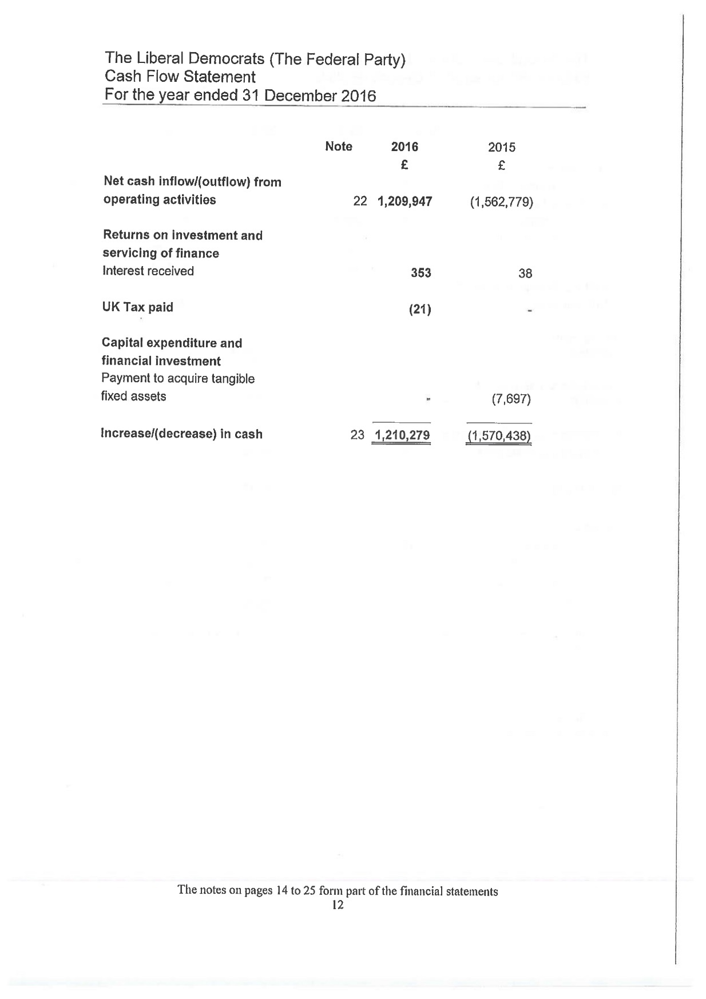 The Liberal Democrats (The Federal Party)
Cash Flow Statement
For the year ended 31 December 2016
Note 2016 2015
£ £
Net cash inflow/(outflow) from
operating activities 22 1,209,947 (1,562,779)
Returns on investment and
servicing of finance
Interest received 353 38
UK Tax paid (21) -
Capital expenditure and
financial investment
Payment to acquire tangible
fixed assets - (7,697)
Increase/(decrease) in cash 23 1,210,279 (1,570,438)
The notes on pages 14 to 25 form part of the financial statements
12